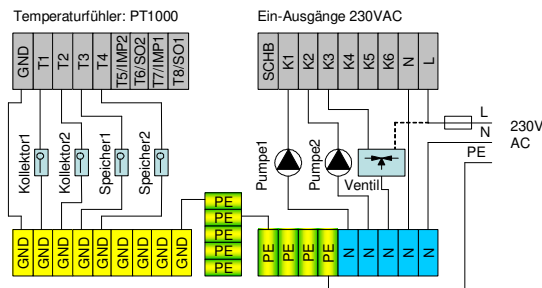 Temperaturfühler: PT1000
Ein-Ausgänge 230VAC
GND T1 T2 T3 T4 T5/IMP2 T6/SO2 T7/IMP1 T8/SO1
SCHB K1 K2 K3 K4 K5 K6 N L
Kollektor1 Kollektor2 Speicher1 Speicher2
Pumpe1 Pumpe2 Ventil
L
N
PE
230V
AC
PE
PE
PE
PE
PE
GND GND GND GND GND GND GND GND GND
PE PE PE PE N N N N N